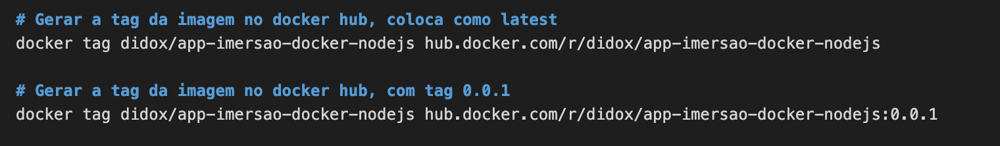 # Gerar a tag da imagem no docker hub, coloca como latest
docker tag didox/app-imersao-docker-nodejs hub.docker.com/r/didox/app-imersao-docker-nodejs
# Gerar a tag da imagem no docker hub, com tag 0.0.1
docker tag didox/app-imersao-docker-nodejs hub.docker.com/r/didox/app-imersao-docker-nodejs:0.0.1